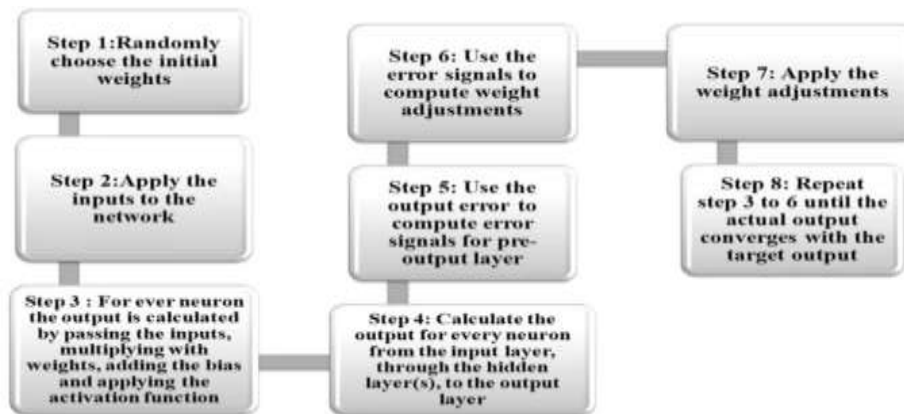 Step 1:Randomly
choose the initial
weights
Step 2:Apply the
inputs to the
network
Step 3 : For ever neuron
the output is calculated
by passing the inputs,
multiplying with
weights, adding the bias
and applying the
activation function
Step 4: Calculate the
output for every neuron
from the input layer,
through the hidden
layer(s), to the output
layer
Step 5: Use the
output error to
compute error
signals for pre-
output layer
Step 6: Use the
error signals to
compute weight
adjustments
Step 7: Apply the
weight adjustments
Step 8: Repeat
step 3 to 6 until the
actual output
converges with the
target output